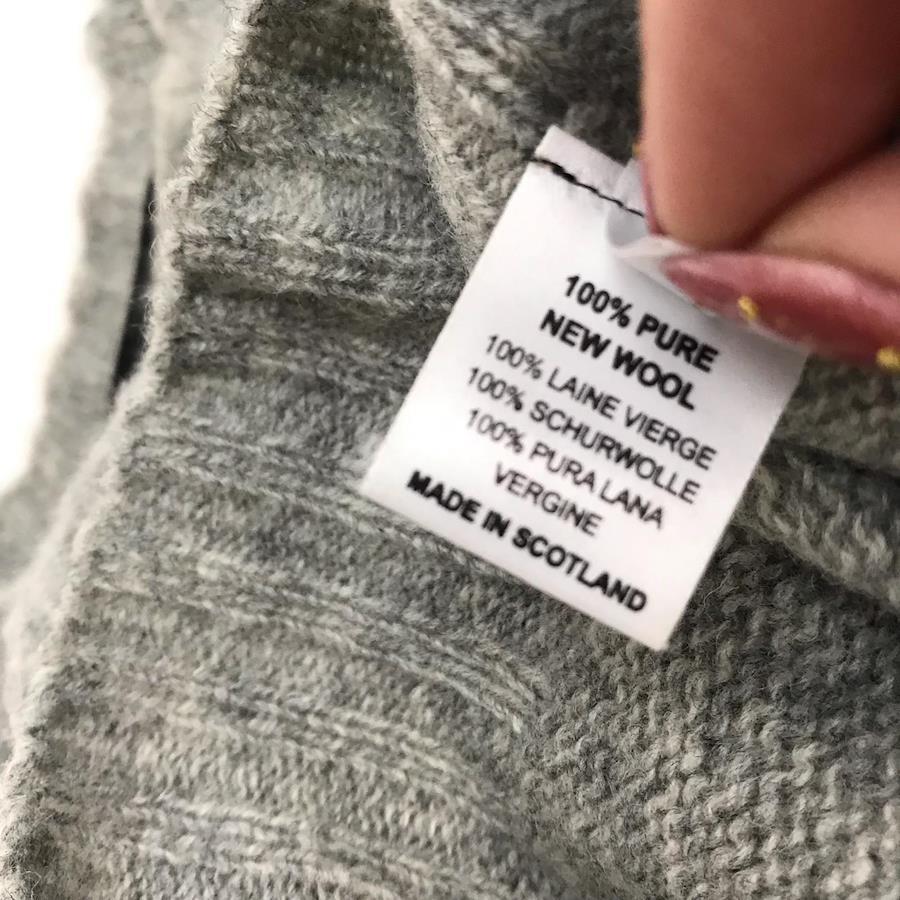 100% PURE
NEW WOOL
100% LAINE VIERGE
100% SCHURWOLLE
100% PURA LANA
VERGINE
MADE IN SCOTLAND